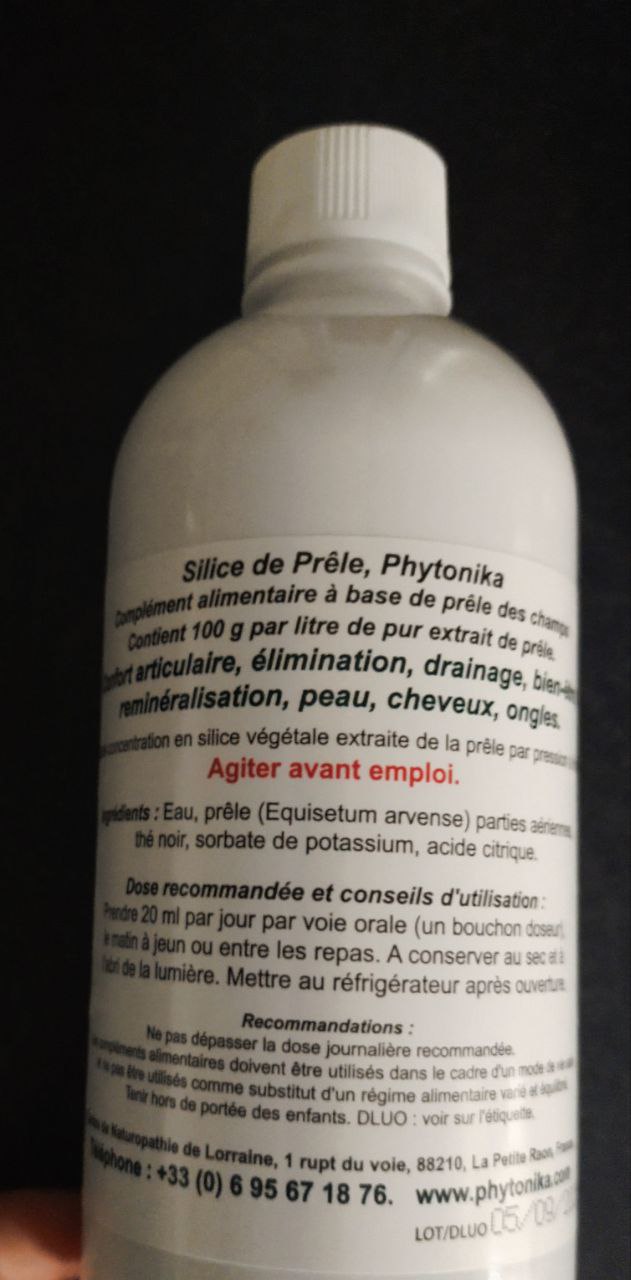 Silice de Prêle, Phytonika
Complément alimentaire à base de prêle des champs
Contient 100 g par litre de pur extrait de prêle.
articulaire, élimination, drainage,
reminéralisation, peau, cheveux, ongles.
concentration en silice végétale extraite de la prêle par pression
Agiter avant emploi.
Ingrédients : Eau, prêle (Equisetum arvense) parties aériennes,
thé noir, sorbate de potassium, acide citrique.
Dose recommandée et conseils d'utilisation :
Prendre 20 ml par jour par voie orale (un bouchon doseur),
le matin à jeun ou entre les repas. A conserver au sec et à
l'abri de la lumière. Mettre au réfrigérateur après ouverture.
Recommandations :
Ne pas dépasser la dose journalière recommandée.
compléments alimentaires doivent être utilisés dans le cadre d'un mode de vie
et ne pas être utilisés comme substitut d'un régime alimentaire varié et équilibré.
Tenir hors de portée des enfants. DLUO : voir sur l'étiquette.
de Naturopathie de Lorraine, 1 rupt du voie, 88210, La Petite Raon, France
Téléphone : +33 (0) 6 95 67 18 76. www.phytonika.com
LOT/DLUO 05/09/